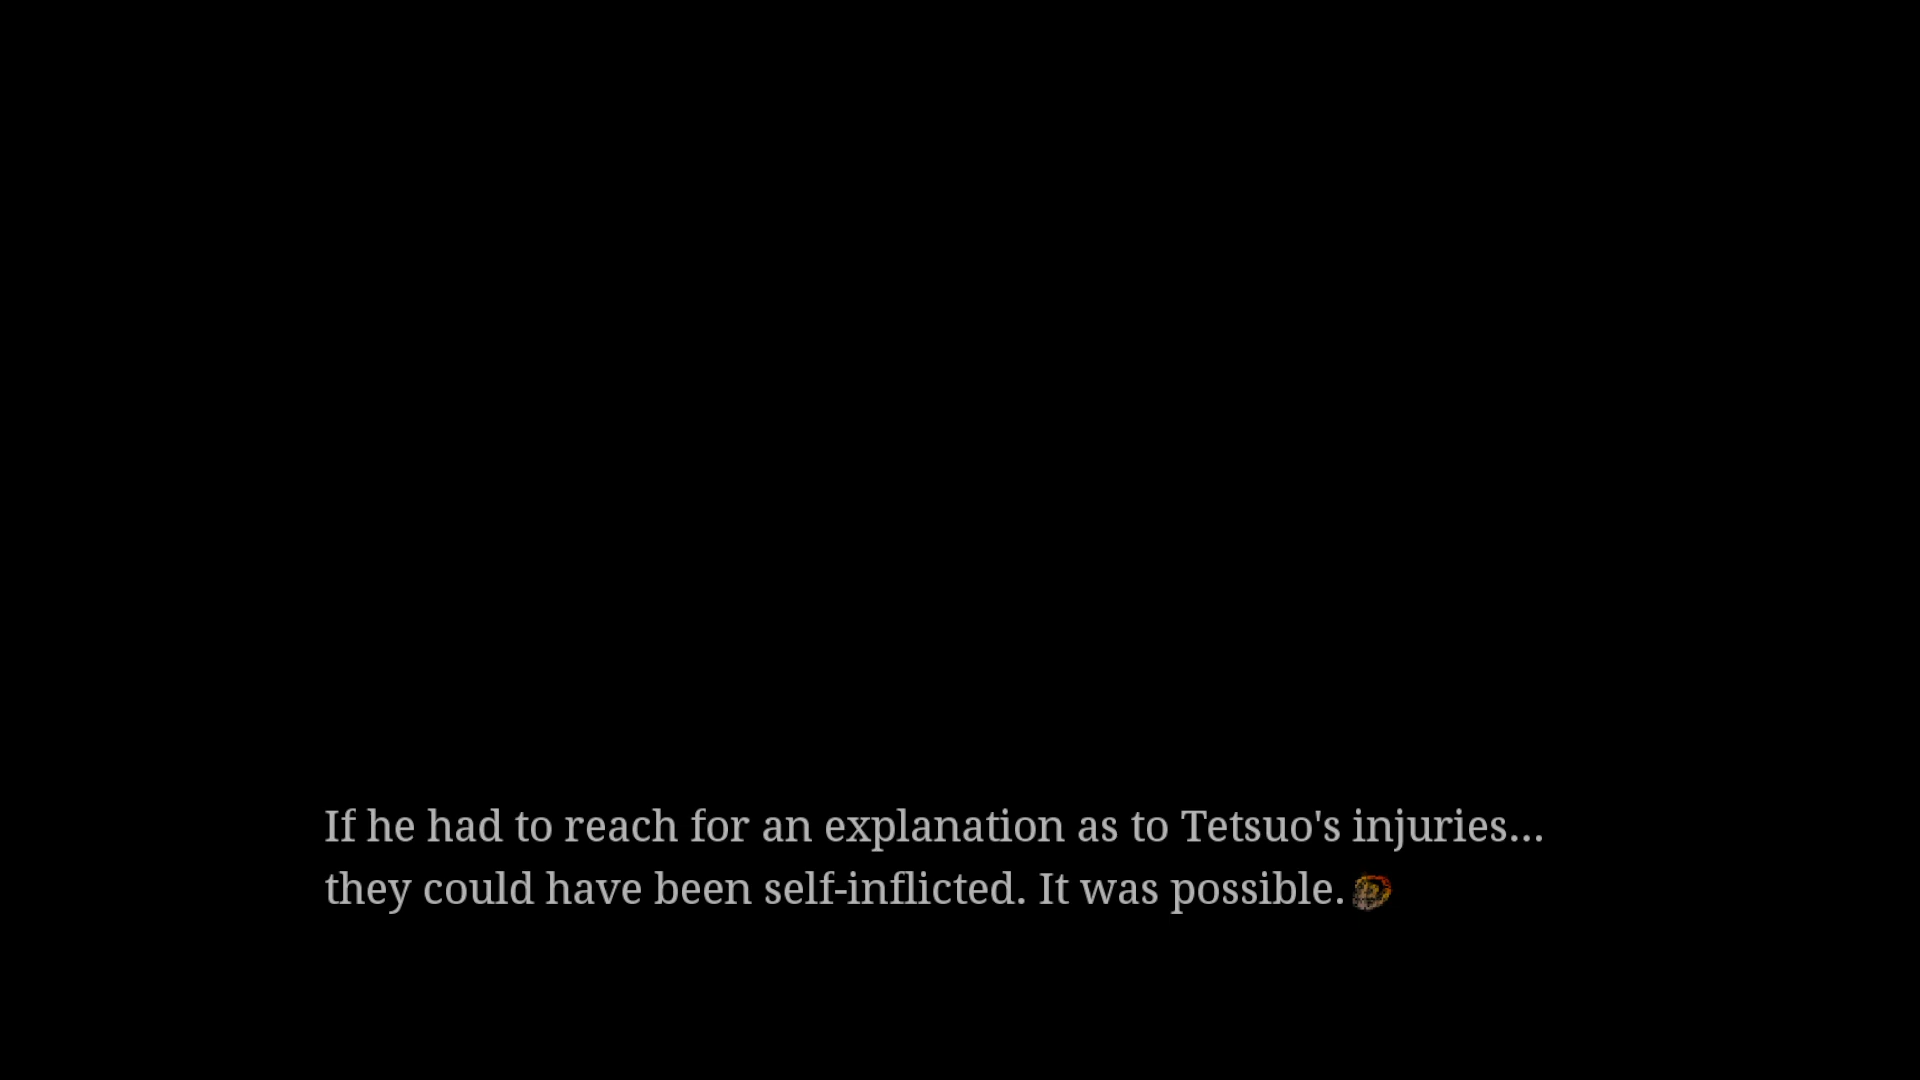 If he had to reach for an explanation as to Tetsuo's injuries...
they could have been self-inflicted. It was possible.